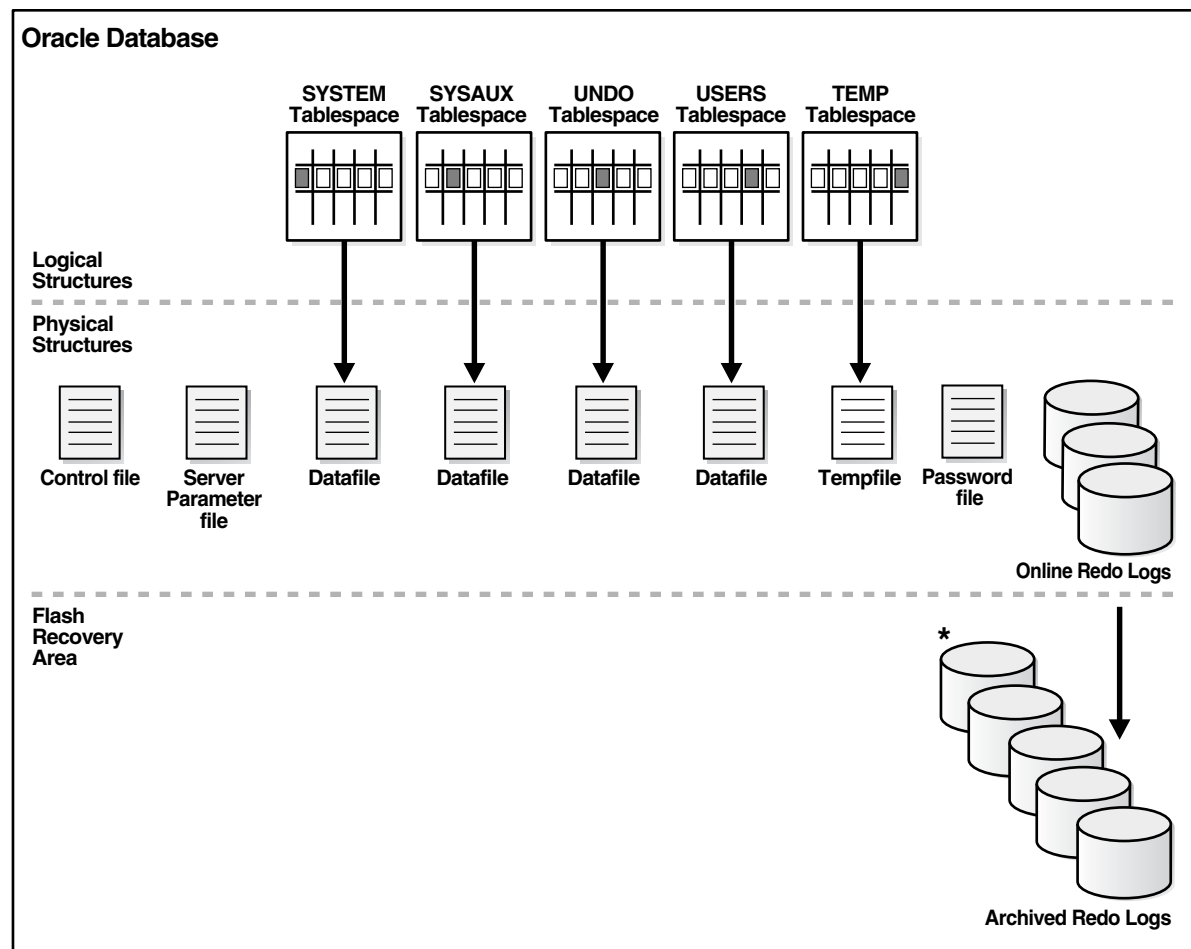 Oracle Database
SYSTEM
Tablespace
SYSAUX
Tablespace
UNDO
Tablespace
USERS
Tablespace
TEMP
Tablespace
Logical
Structures
Physical
Structures
Control file
Server
Parameter
file
Datafile
Datafile
Datafile
Datafile
Tempfile
Password
file
Online Redo Logs
Flash
Recovery
Area
*
Archived Redo Logs